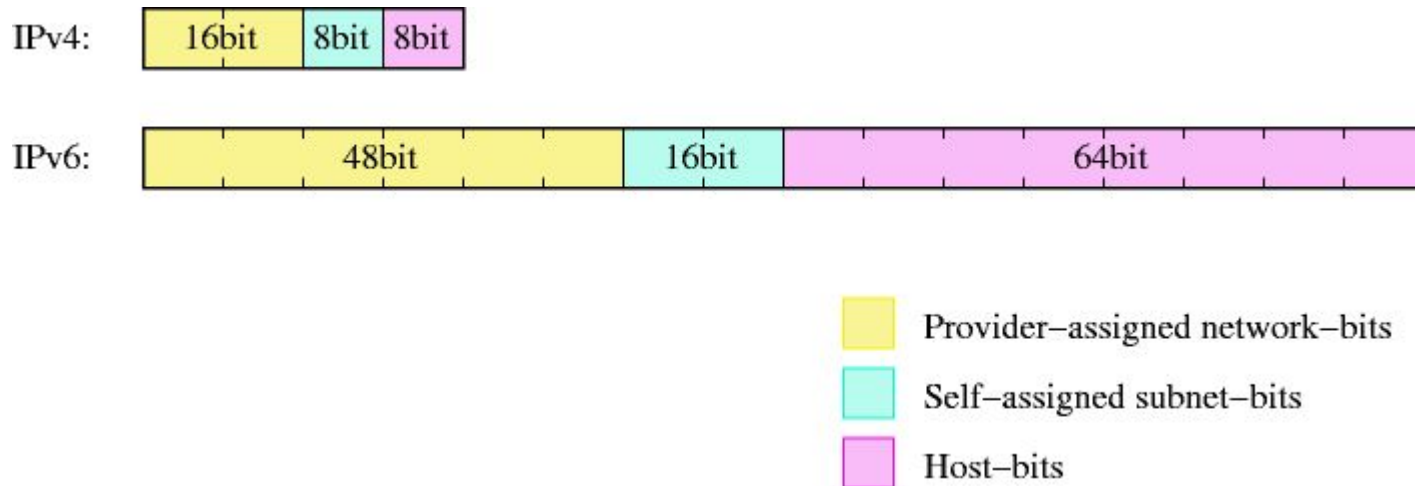 IPv4: 16bit 8bit 8bit
IPv6: 48bit 16bit 64bit
Provider−assigned network−bits
Self−assigned subnet−bits
Host−bits